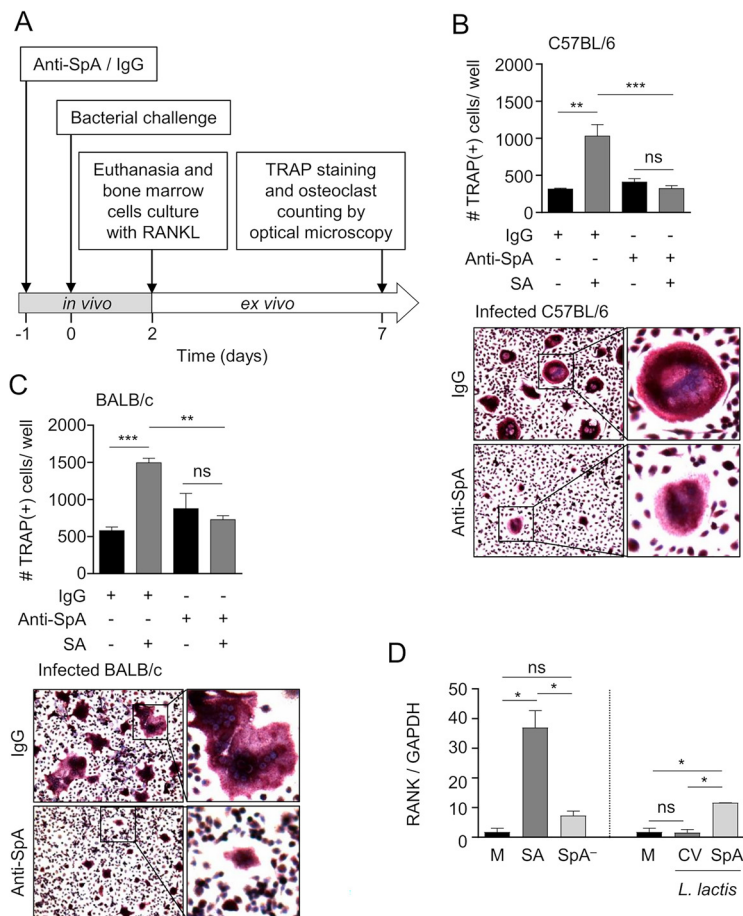 A
Anti-SpA / IgG
Bacterial challenge
Euthanasia and
bone marrow
cells culture
with RANKL
TRAP staining
and osteoclast
counting by
optical microscopy
in vivo
ex vivo
-1 0 2 7
Time (days)
B
C57BL/6
# TRAP(+) cells/ well
2000
1500
1000
500
0
***
**
ns
IgG + + - -
Anti-SpA - - + +
SA - + - +
Infected C57BL/6
IgG
Anti-SpA
C
BALB/c
# TRAP(+) cells/ well
2000
1500
1000
500
0
**
***
ns
IgG + + - -
Anti-SpA - - + +
SA - + - +
Infected BALB/c
IgG
Anti-SpA
D
RANK / GAPDH
50
40
30
20
10
0
ns
* *
*
*
ns
M SA SpA– M CV SpA
L. lactis